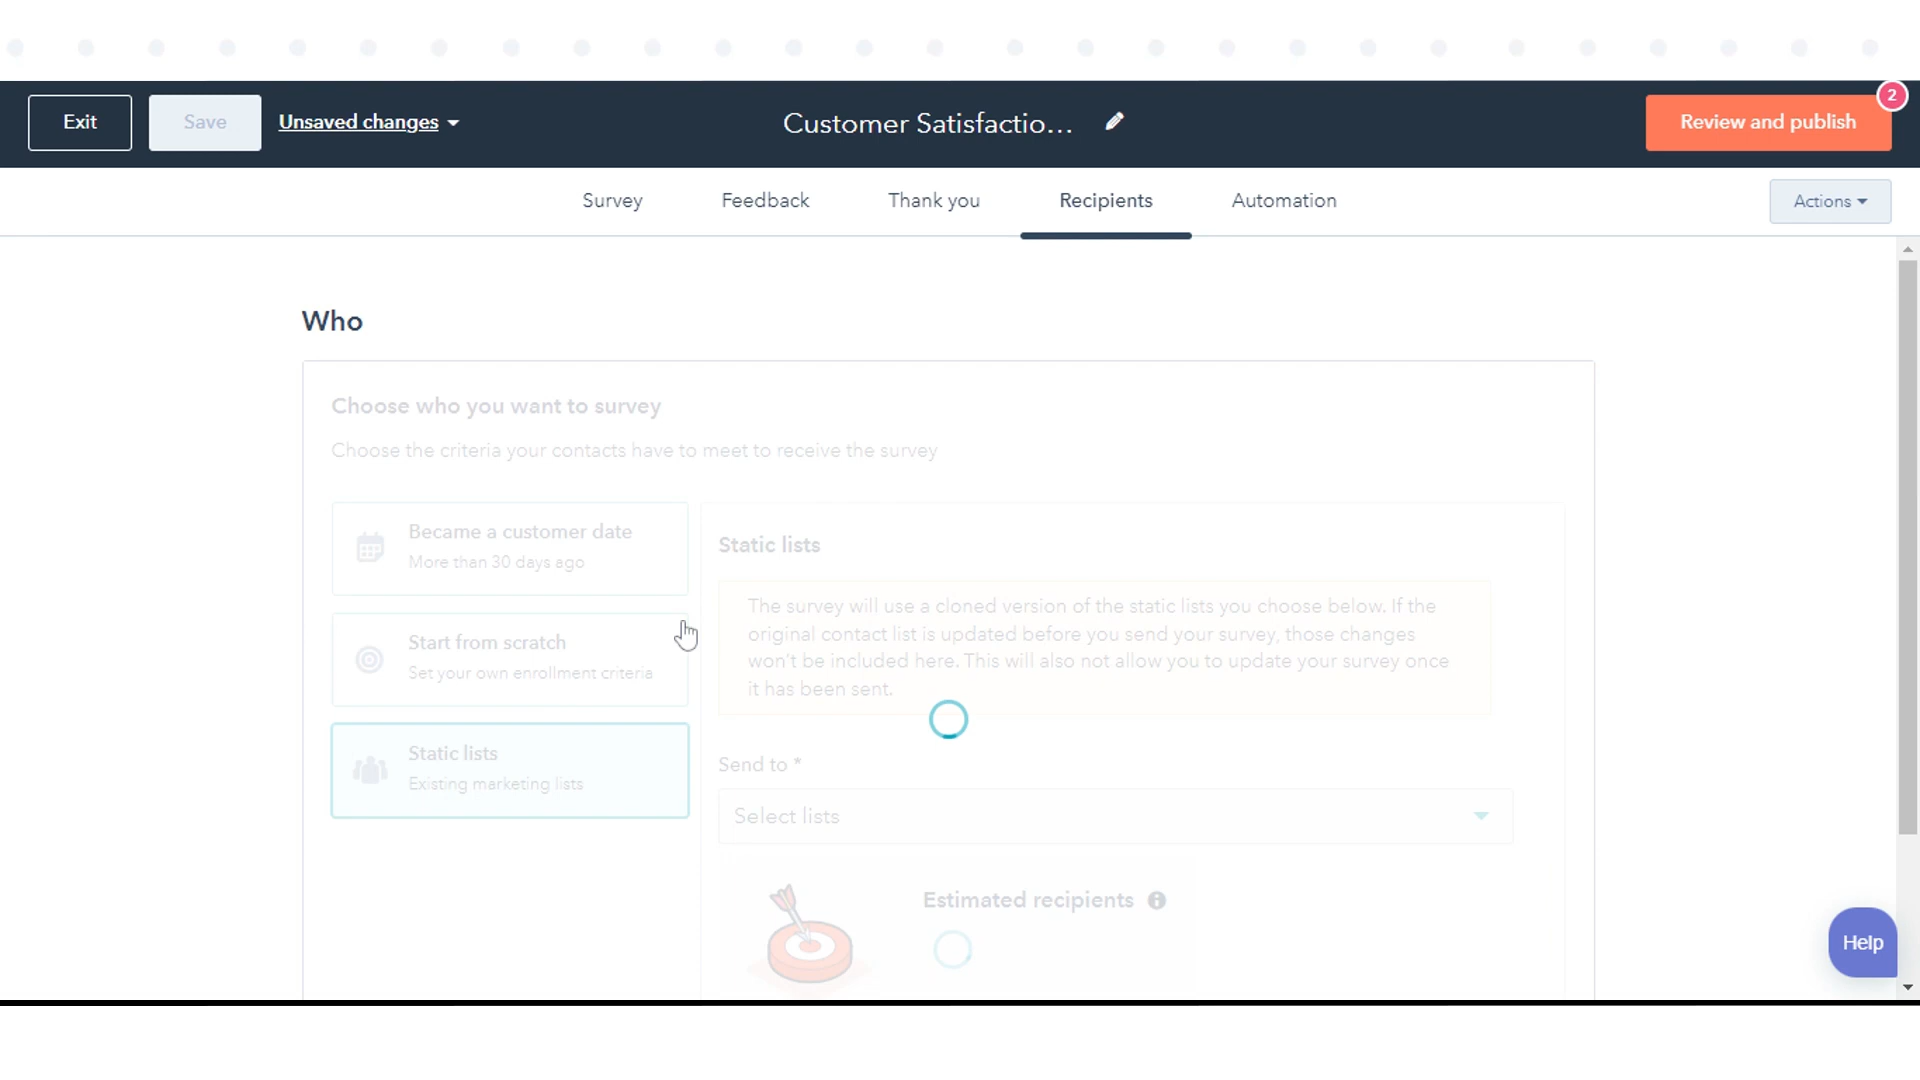 Exit
Save
Unsaved changes
Customer Satisfactio...
Review and publish
2
Survey
Feedback
Thank you
Recipients
Automation
Actions
Who
Choose who you want to survey
Choose the criteria your contacts have to meet to receive the survey
Became a customer date
More than 30 days ago
Start from scratch
Set your own enrollment criteria
Static lists
Existing marketing lists
Static lists
The survey will use a cloned version of the static lists you choose below. If the
original contact list is updated before you send your survey, those changes
won't be included here. This will also not allow you to update your survey once
it has been sent.
Send to *
Select lists
Estimated recipients
Help